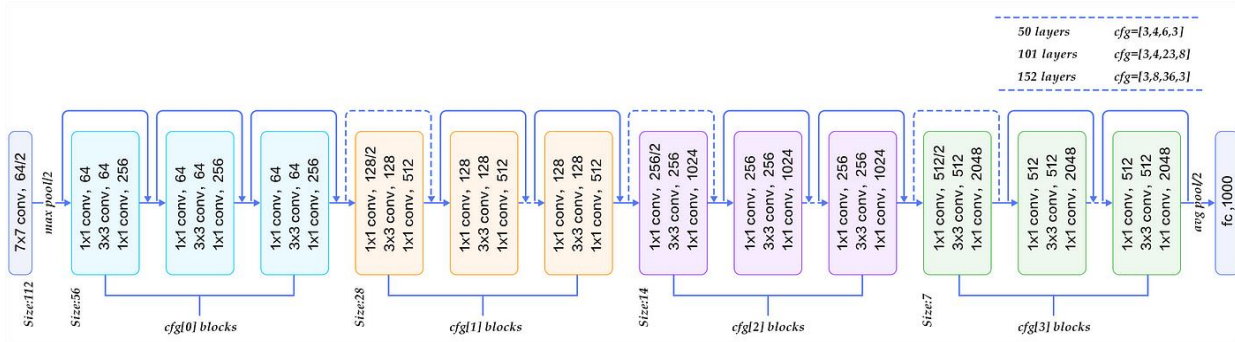 50 layers cfg=[3,4,6,3]
101 layers cfg=[3,4,23,8]
152 layers cfg=[3,8,36,3]
7x7 conv, 64/2
max pool/2
1x1 conv, 64
3x3 conv, 64
1x1 conv, 256
1x1 conv, 64
3x3 conv, 64
1x1 conv, 256
1x1 conv, 64
3x3 conv, 64
1x1 conv, 256
1x1 conv, 128/2
3x3 conv, 128
1x1 conv, 512
1x1 conv, 128
3x3 conv, 128
1x1 conv, 512
1x1 conv, 128
3x3 conv, 128
1x1 conv, 512
1x1 conv, 256/2
3x3 conv, 256
1x1 conv, 1024
1x1 conv, 256
3x3 conv, 256
1x1 conv, 1024
1x1 conv, 256
3x3 conv, 256
1x1 conv, 1024
1x1 conv, 512/2
3x3 conv, 512
1x1 conv, 2048
1x1 conv, 512
3x3 conv, 512
1x1 conv, 2048
1x1 conv, 512
3x3 conv, 512
1x1 conv, 2048
avg pool/2
fc ,1000
Size:112
Size:56
cfg[0] blocks
Size:28
cfg[1] blocks
Size:14
cfg[2] blocks
Size:7
cfg[3] blocks